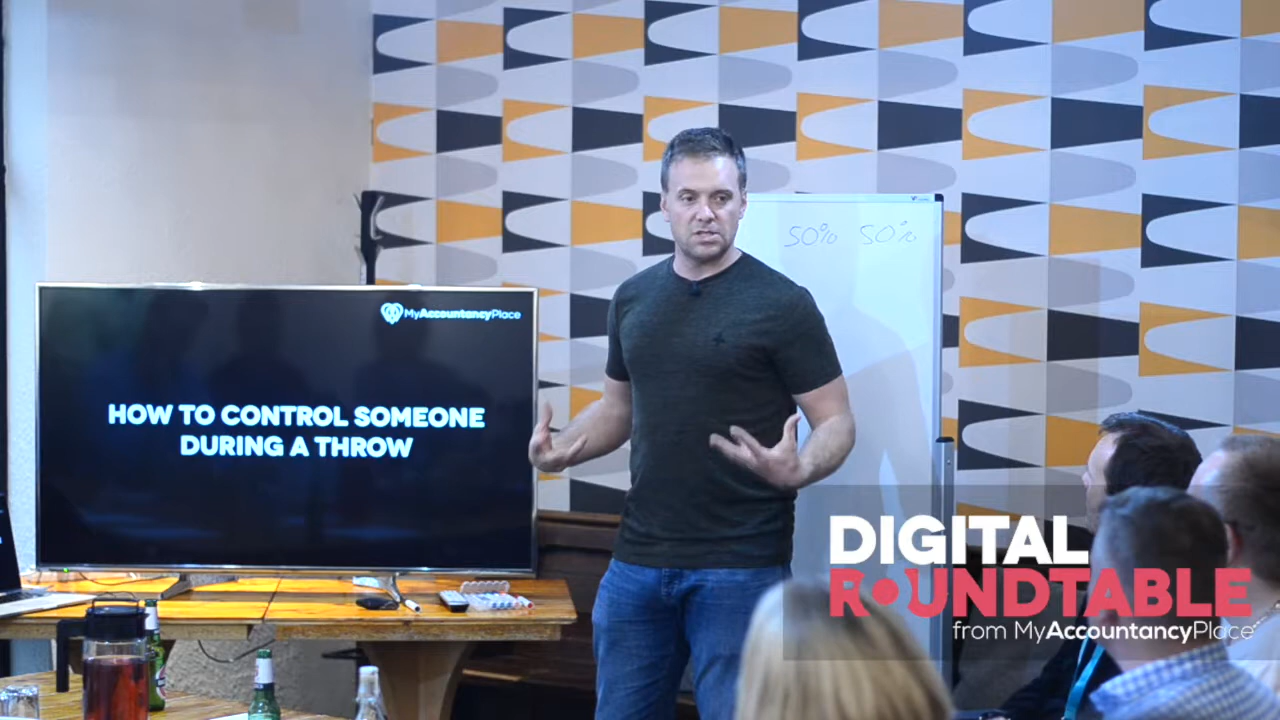 50% 50%
MyAccountancyPlace
HOW TO CONTROL SOMEONE
DURING A THROW
DIGITAL
ROUNDTABLE
from MyAccountancyPlace